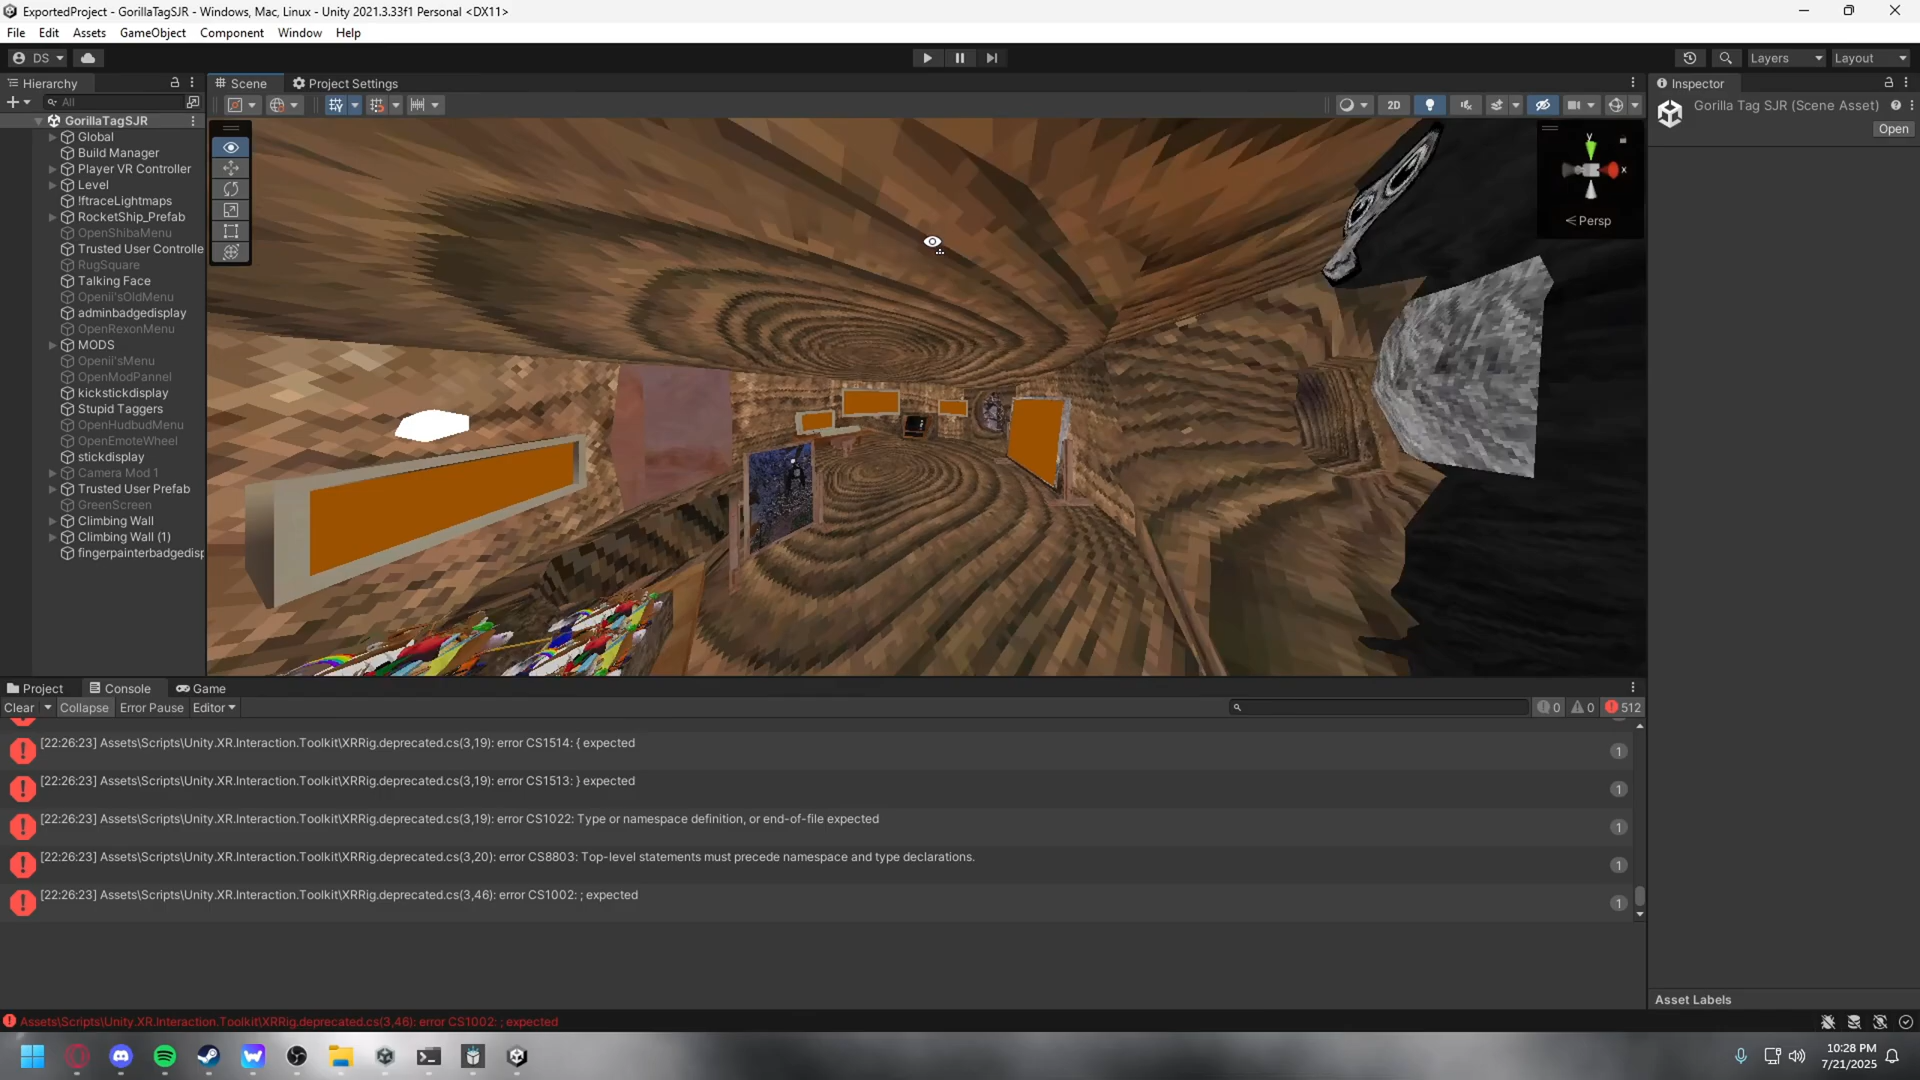 ExportedProject - GorillaTagSJR - Windows, Mac, Linux - Unity 2021.3.33f1 Personal <DX11>
File Edit Assets GameObject Component Window Help
DS
Layers
Layout
Hierarchy
Scene
Project Settings
Inspector
All
2D
Gorilla Tag SJR (Scene Asset)
Open
GorillaTagSJR
Global
Build Manager
Player VR Controller
Level
!ftraceLightmaps
RocketShip_Prefab
OpenShibaMenu
Trusted User Controlle
RugSquare
Talking Face
Openii'sOldMenu
adminbadgedisplay
OpenRexonMenu
MODS
Openii'sMenu
OpenModPannel
kickstickdisplay
Stupid Taggers
OpenHudbudMenu
OpenEmoteWheel
stickdisplay
Camera Mod 1
Trusted User Prefab
GreenScreen
Climbing Wall
Climbing Wall (1)
fingerpainterbadgedisp
y
x
Persp
Project
Console
Game
Clear
Collapse
Error Pause
Editor
0
0
512
[22:26:23] Assets\Scripts\Unity.XR.Interaction.Toolkit\XRRig.deprecated.cs(3,19): error CS1514: { expected
1
[22:26:23] Assets\Scripts\Unity.XR.Interaction.Toolkit\XRRig.deprecated.cs(3,19): error CS1513: } expected
1
[22:26:23] Assets\Scripts\Unity.XR.Interaction.Toolkit\XRRig.deprecated.cs(3,19): error CS1022: Type or namespace definition, or end-of-file expected
1
[22:26:23] Assets\Scripts\Unity.XR.Interaction.Toolkit\XRRig.deprecated.cs(3,20): error CS8803: Top-level statements must precede namespace and type declarations.
1
[22:26:23] Assets\Scripts\Unity.XR.Interaction.Toolkit\XRRig.deprecated.cs(3,46): error CS1002: ; expected
1
Asset Labels
Assets\Scripts\Unity.XR.Interaction.Toolkit\XRRig.deprecated.cs(3,46): error CS1002: ; expected
10:28 PM
7/21/2025